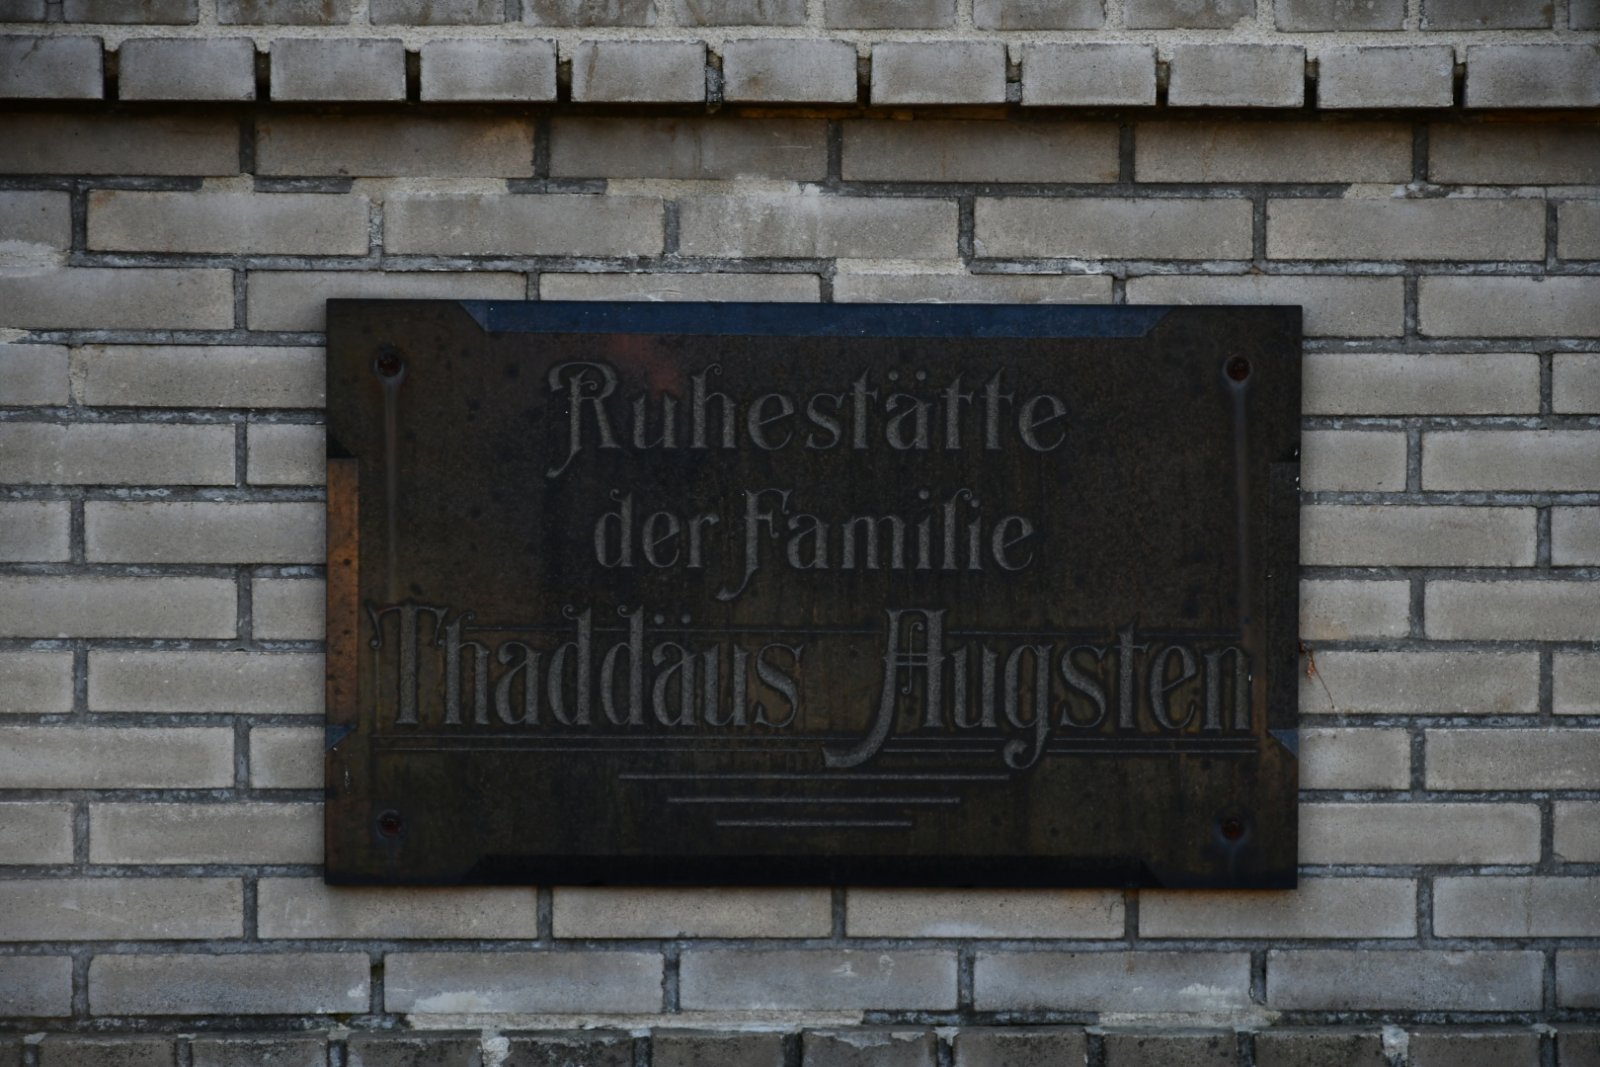 Ruhestätte
der Familie
Thaddäus Augsten